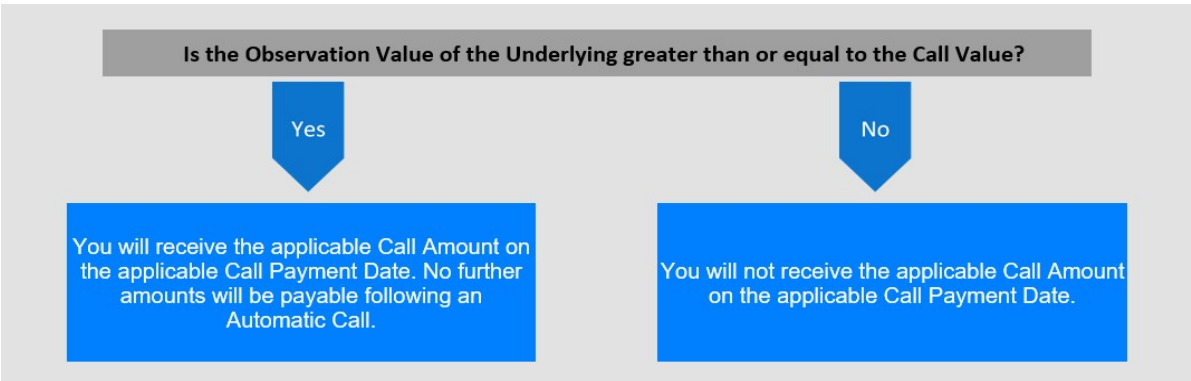 Is the Observation Value of the Underlying greater than or equal to the Call Value?
Yes
No
You will receive the applicable Call Amount on
the applicable Call Payment Date. No further
amounts will be payable following an
Automatic Call.
You will not receive the applicable Call Amount
on the applicable Call Payment Date.